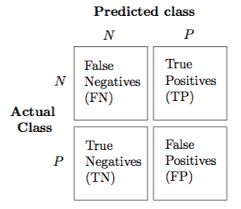 Predicted class
N P
False True
Negatives Positives
N (FN) (TP)
Actual
Class
True False
P Negatives Positives
(TN) (FP)